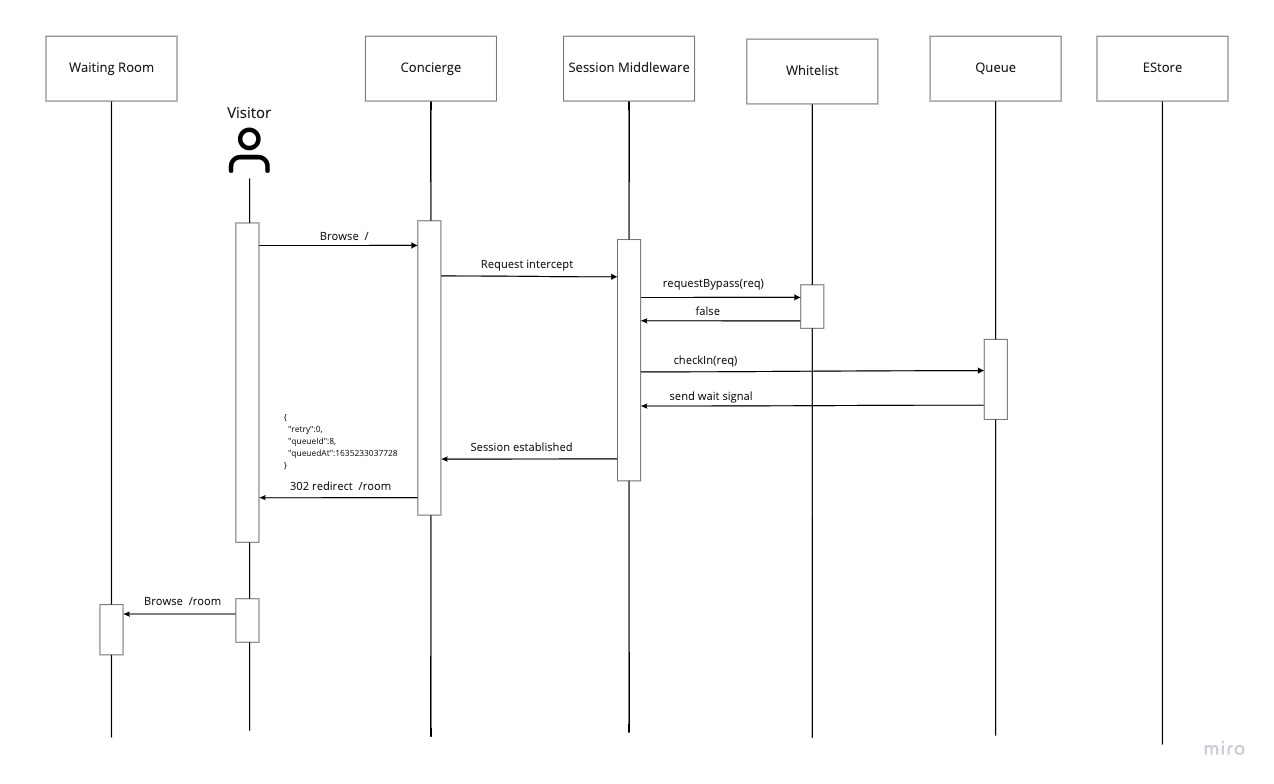 Waiting Room
Concierge
Session Middleware
Whitelist
Queue
EStore
Visitor
Browse /
Request intercept
requestBypass(req)
false
checkIn(req)
send wait signal
{
"retry":0,
"queueId":8,
"queuedAt":1635233037728
}
Session established
302 redirect /room
Browse /room
miro